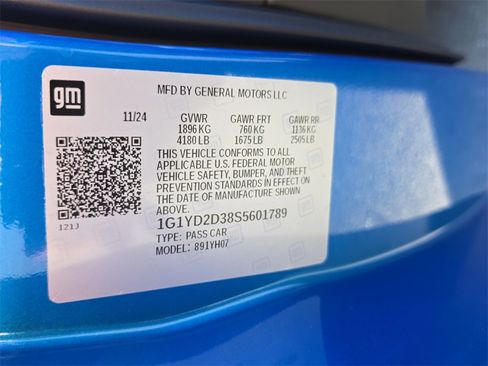 gm
MFD BY GENERAL MOTORS LLC
11/24 GVWR GAWR FRT GAWR RR
1896 KG 760 KG 1136 KG
4180 LB 1675 LB 2505 LB
THIS VEHICLE CONFORMS TO ALL
APPLICABLE U.S. FEDERAL MOTOR
VEHICLE SAFETY, BUMPER, AND THEFT
PREVENTION STANDARDS IN EFFECT ON
THE DATE OF MANUFACTURE SHOWN
ABOVE.
121J
1G1YD2D38S5601789
TYPE: PASS CAR
MODEL: 891YH07